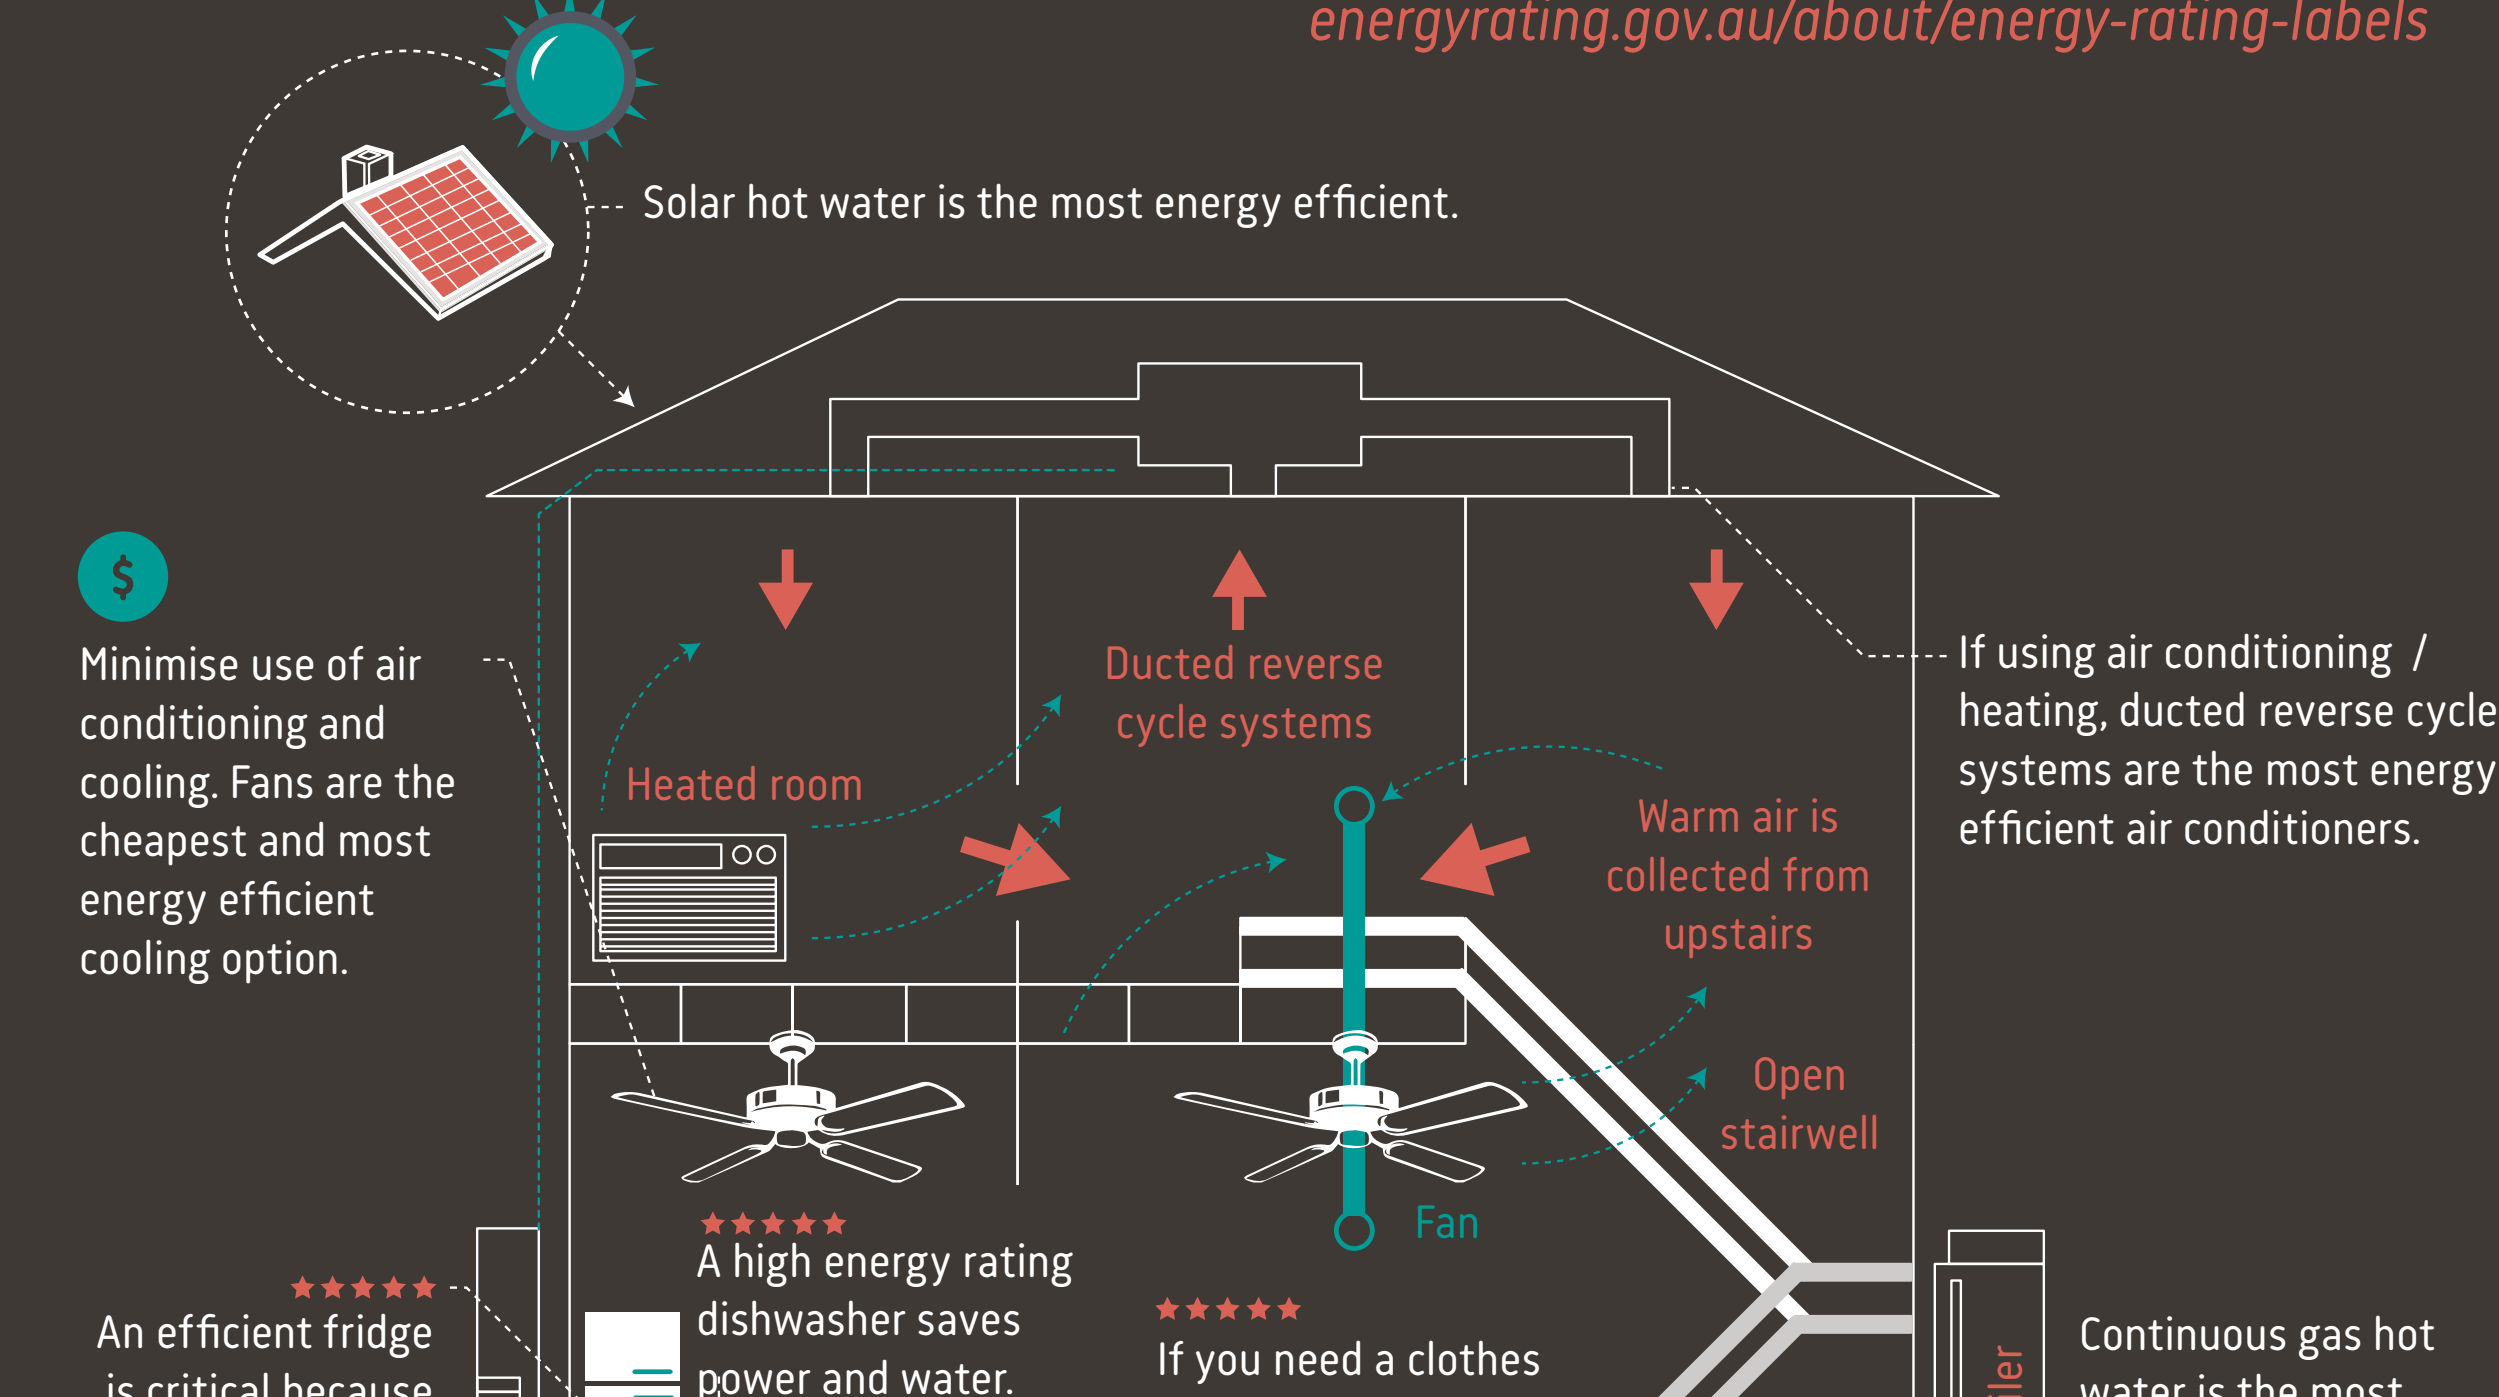 energyrating.gov.au/about/energy-rating-labels
Solar hot water is the most energy efficient.
$
Minimise use of air
conditioning and
cooling. Fans are the
cheapest and most
energy efficient
cooling option.
Ducted reverse
cycle systems
If using air conditioning /
heating, ducted reverse cycle
systems are the most energy
efficient air conditioners.
Heated room
Warm air is
collected from
upstairs
Open
stairwell
Fan
A high energy rating
dishwasher saves
power and water.
An efficient fridge
is critical because
If you need a clothes
Continuous gas hot
water is the most